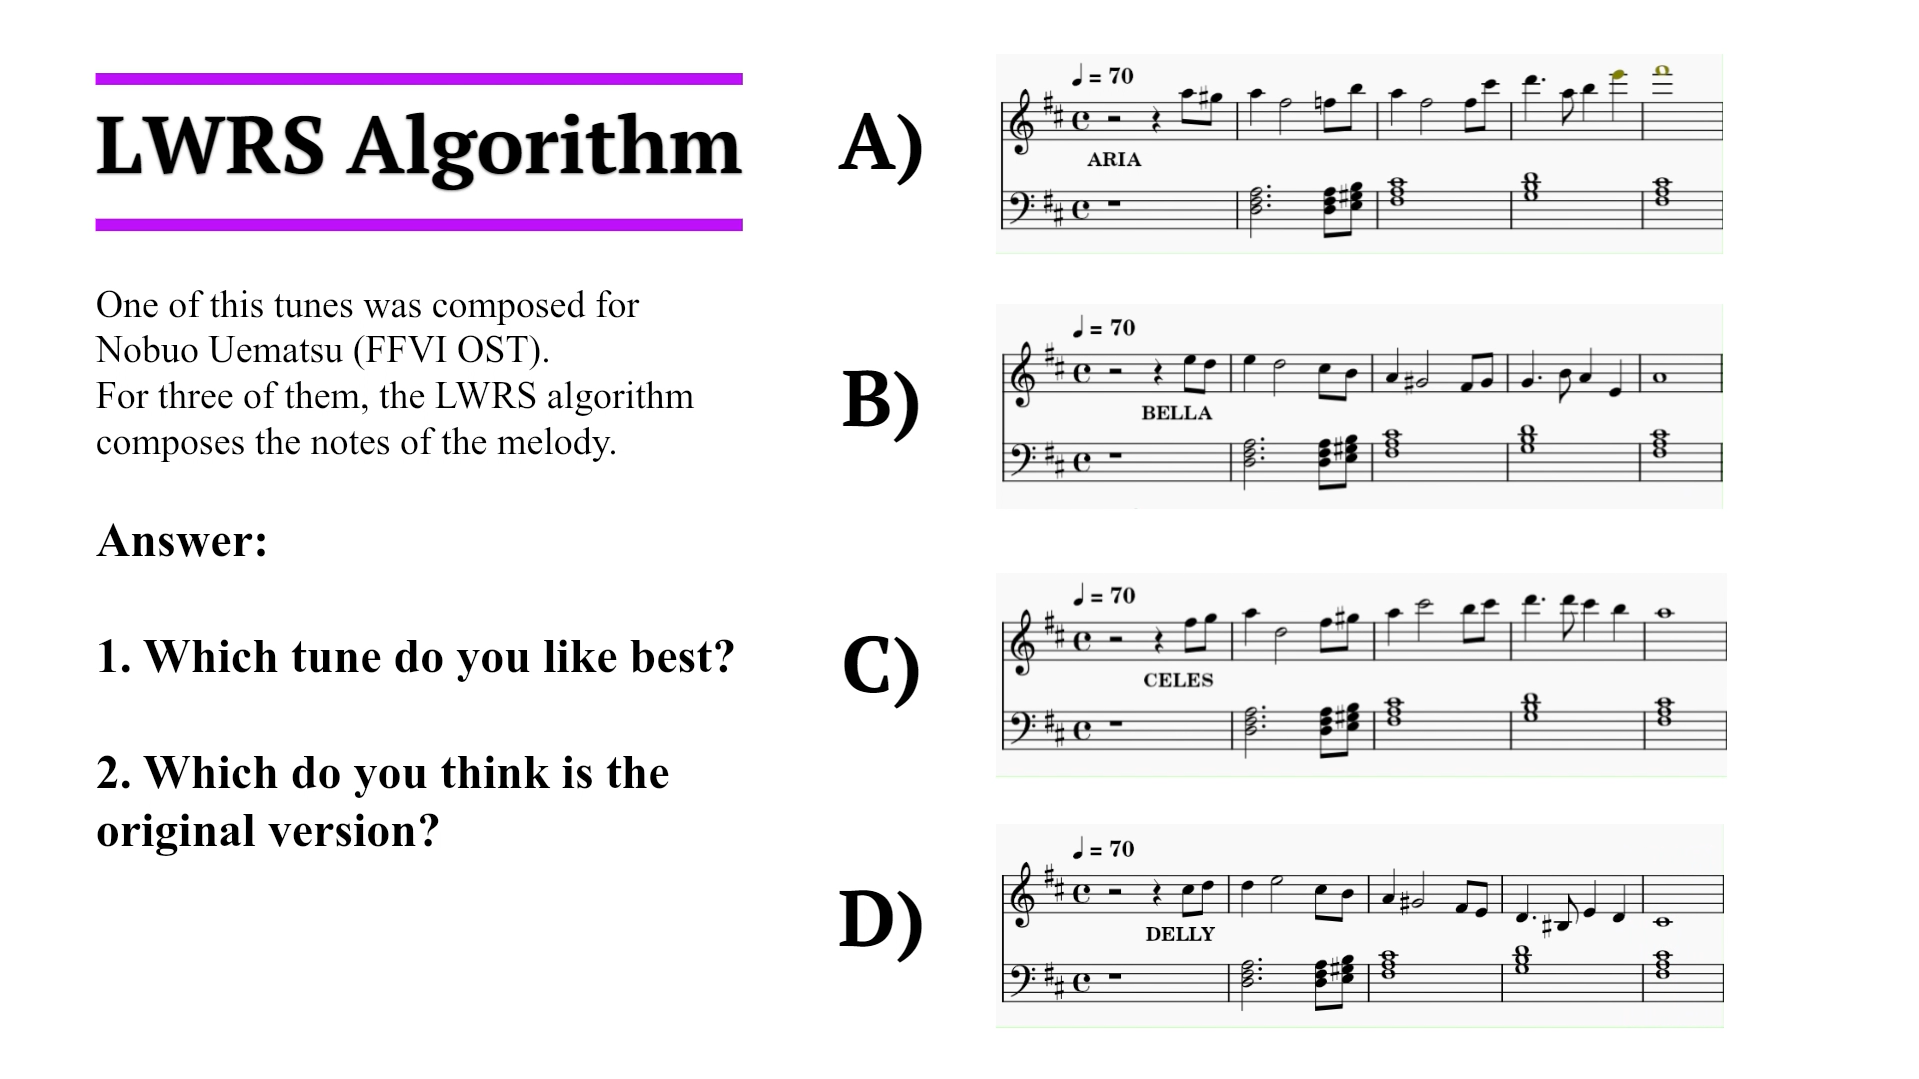 LWRS Algorithm
One of this tunes was composed for
Nobuo Uematsu (FFVI OST).
For three of them, the LWRS algorithm
composes the notes of the melody.
Answer:
1. Which tune do you like best?
2. Which do you think is the
original version?
A)
♩ = 70
ARIA
B)
♩ = 70
BELLA
C)
♩ = 70
CELES
D)
♩ = 70
DELLY